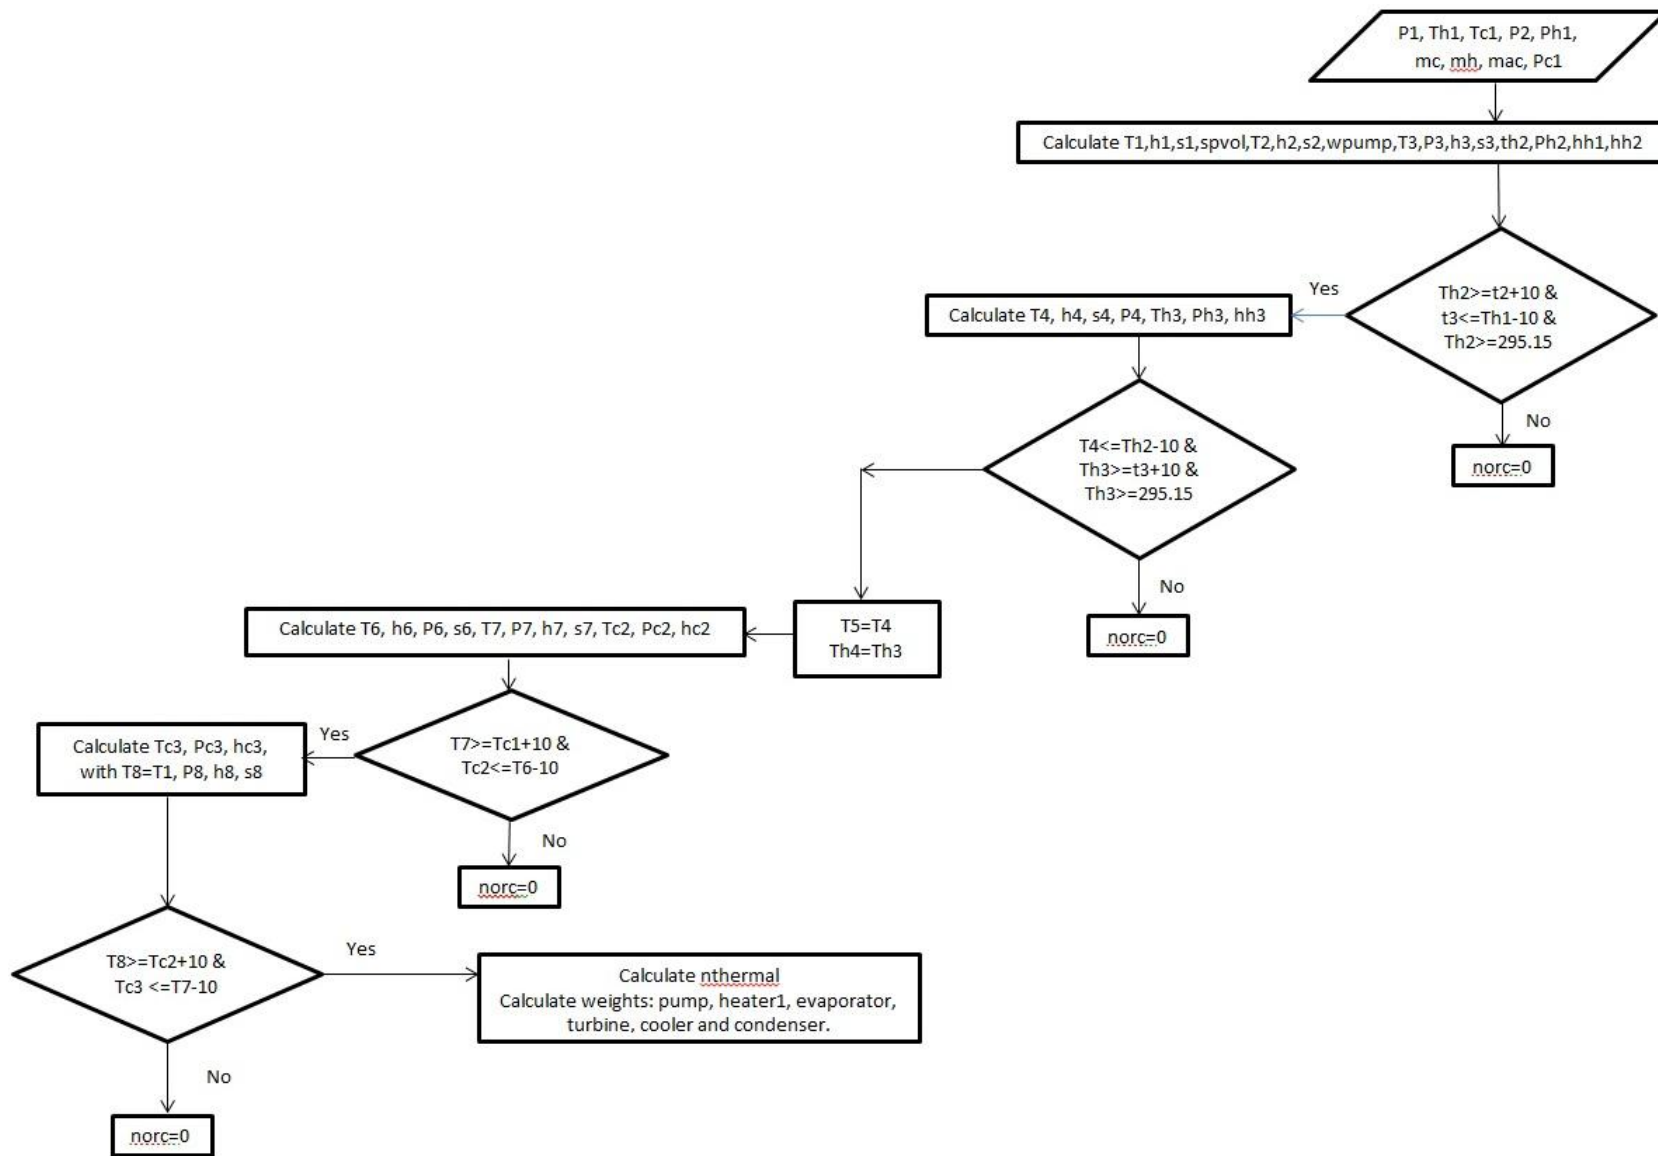 P1, Th1, Tc1, P2, Ph1,
mc, mh, mac, Pc1
Calculate T1,h1,s1,spvol,T2,h2,s2,wpump,T3,P3,h3,s3,th2,Ph2,hh1,hh2
Th2>=t2+10 &
t3<=Th1-10 &
Th2>=295.15
Yes
No
norc=0
Calculate T4, h4, s4, P4, Th3, Ph3, hh3
T4<=Th2-10 &
Th3>=t3+10 &
Th3>=295.15
No
norc=0
T5=T4
Th4=Th3
Calculate T6, h6, P6, s6, T7, P7, h7, s7, Tc2, Pc2, hc2
T7>=Tc1+10 &
Tc2<=T6-10
Yes
No
norc=0
Calculate Tc3, Pc3, hc3,
with T8=T1, P8, h8, s8
T8>=Tc2+10 &
Tc3 <=T7-10
Yes
No
norc=0
Calculate nthermal
Calculate weights: pump, heater1, evaporator,
turbine, cooler and condenser.